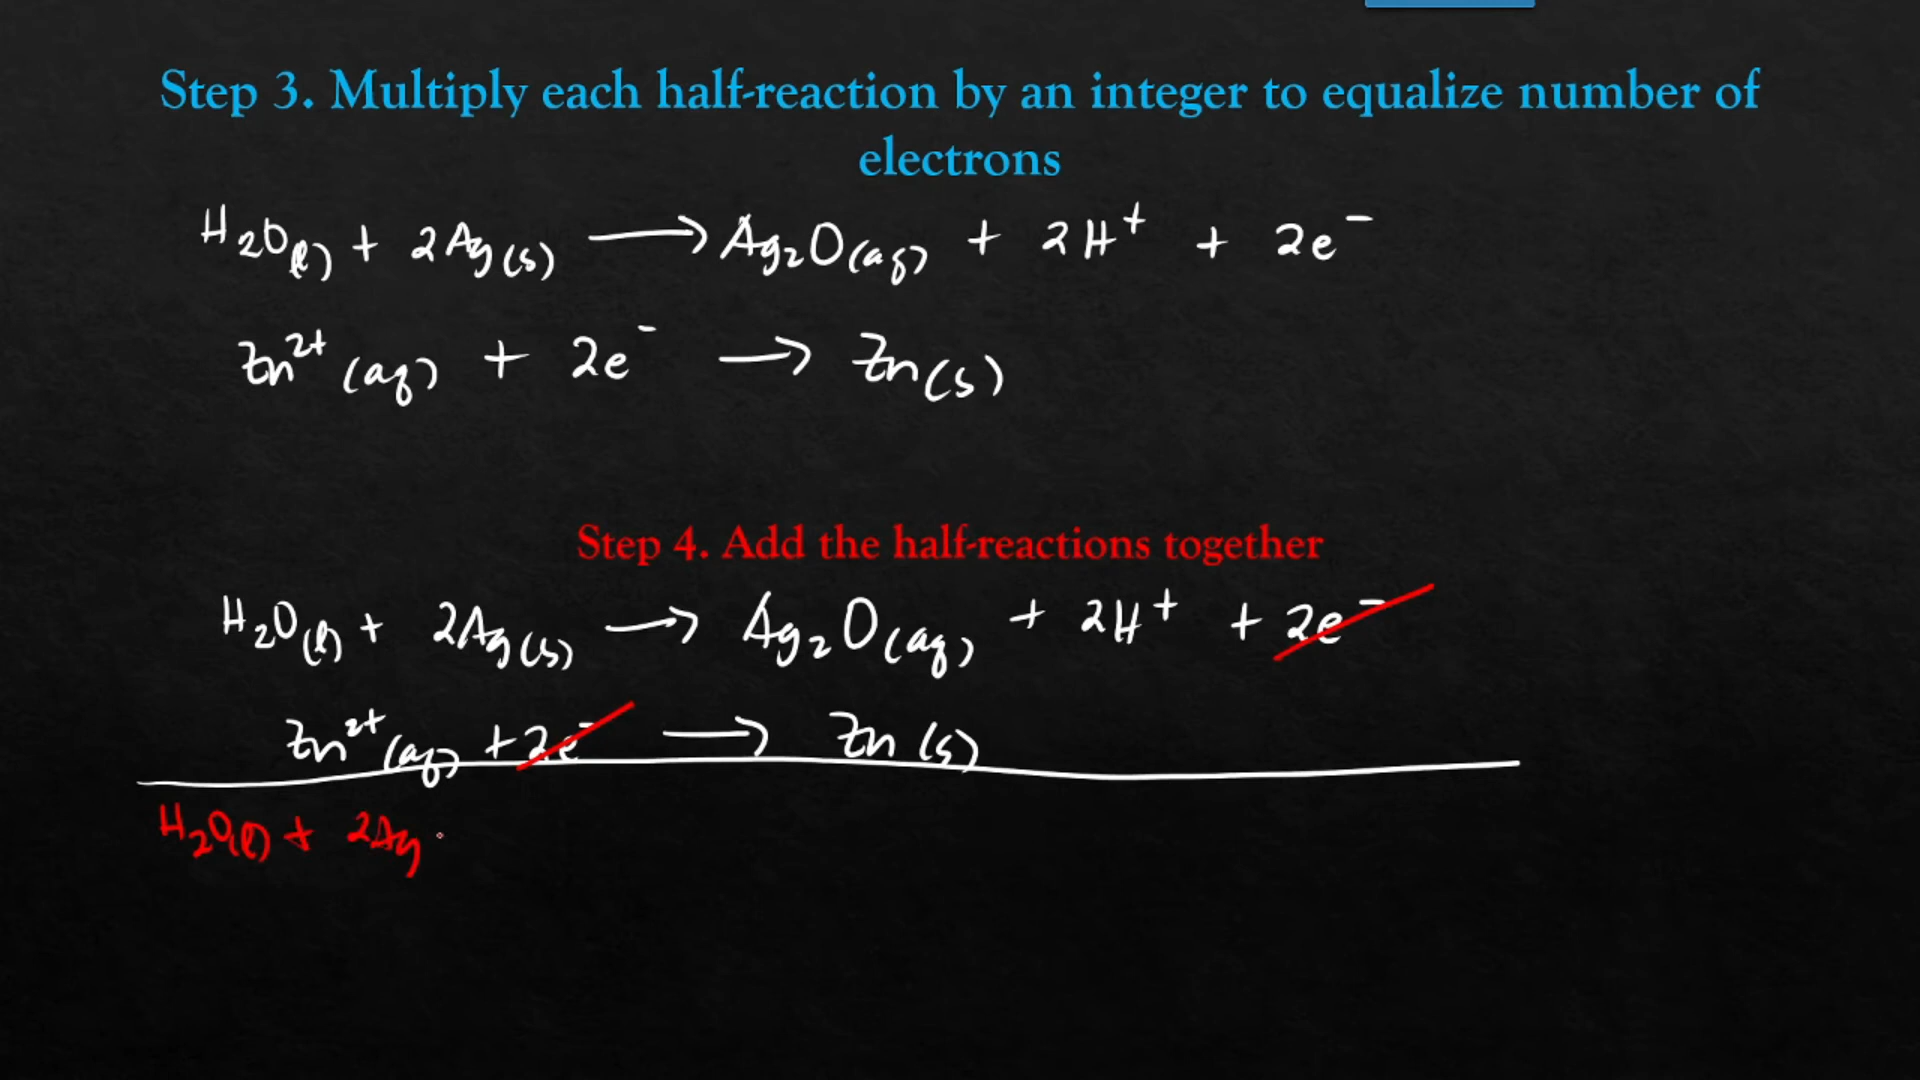 Step 3. Multiply each half-reaction by an integer to equalize number of
electrons
H₂O(l) + 2Ag(s) ⟶ Ag₂O(aq) + 2H⁺ + 2e⁻
Zn²⁺(aq) + 2e⁻ ⟶ Zn(s)
Step 4. Add the half-reactions together
H₂O(l) + 2Ag(s) ⟶ Ag₂O(aq) + 2H⁺ + 2e⁻
Zn²⁺(aq) + 2e⁻ ⟶ Zn(s)
H₂O(l) + 2Ag